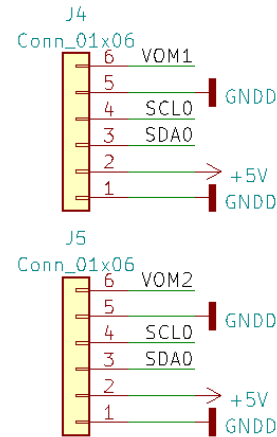 J4
Conn_01x06
6 VOM1
5 GNDD
4 SCL0
3 SDA0
2 +5V
1 GNDD
J5
Conn_01x06
6 VOM2
5 GNDD
4 SCL0
3 SDA0
2 +5V
1 GNDD